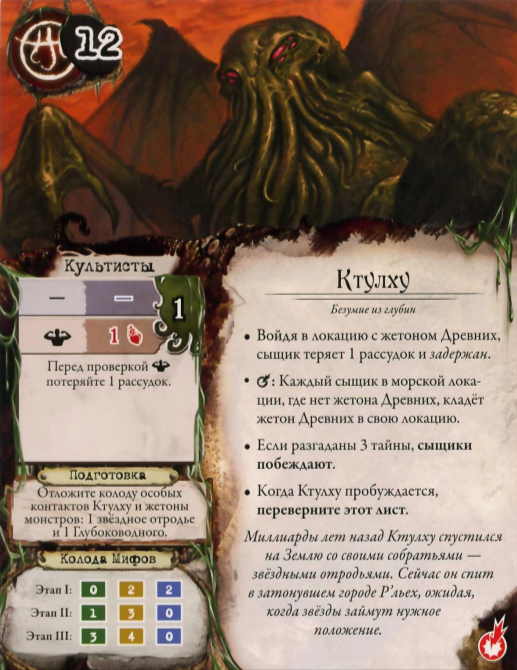 12
Культисты
— —
1
1
Перед проверкой
потеряйте 1 рассудок.
Подготовка
Отложите колоду особых
контактов Ктулху и жетоны
монстров: 1 звёздное отродье
и 1 Глубоководного.
Колода Мифов
Этап I: 0 2 2
Этап II: 1 3 0
Этап III: 3 4 0
Ктулху
Безумие из глубин
• Войдя в локацию с жетоном Древних,
сыщик теряет 1 рассудок и задержан.
• : Каждый сыщик в морской лока-
ции, где нет жетона Древних, кладёт
жетон Древних в свою локацию.
• Если разгаданы 3 тайны, сыщики
побеждают.
• Когда Ктулху пробуждается,
переверните этот лист.
Миллиарды лет назад Ктулху спустился
на Землю со своими собратьями —
звёздными отродьями. Сейчас он спит
в затонувшем городе Р'льех, ожидая,
когда звёзды займут нужное
положение.